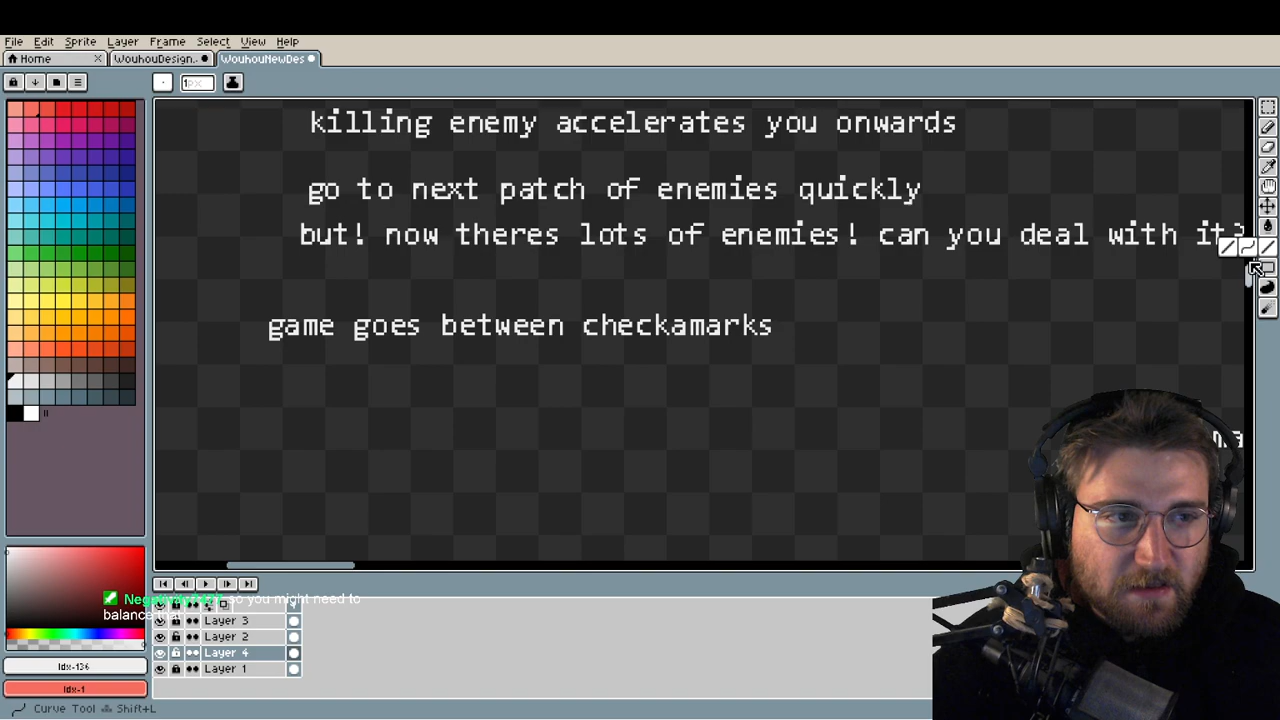 File Edit Sprite Layer Frame Select View Help
Home WouhouDesign. WouhouNewDes
1px
killing enemy accelerates you onwards
go to next patch of enemies quickly
but! now theres lots of enemies! can you deal with it?
game goes between checkamarks
so you might need to
balance
Layer 3
Layer 2
Layer 4
Layer 1
Idx-136
Idx-1
Curve Tool Shift+L